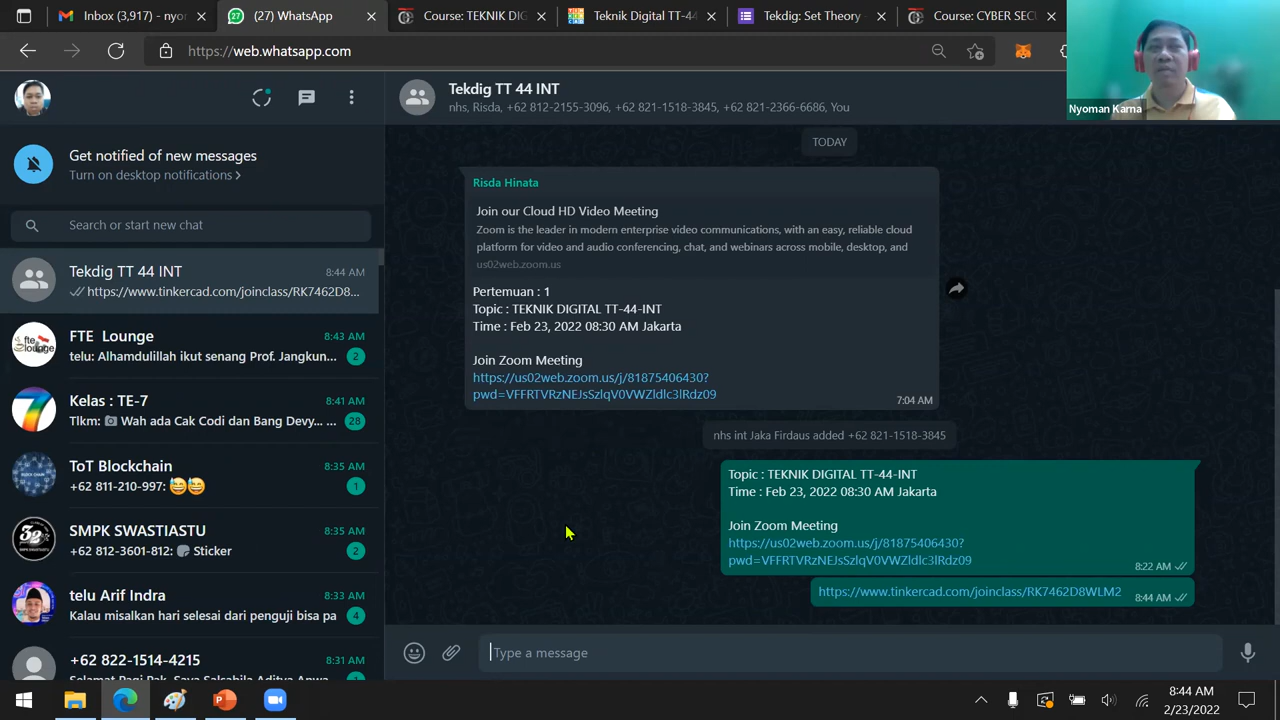 Inbox (3,917) - nyor
(27) WhatsApp
Course: TEKNIK DIG
Teknik Digital TT-44
Tekdig: Set Theory
Course: CYBER SEC
https://web.whatsapp.com
Nyoman Karna
Tekdig TT 44 INT
nhs, Risda, +62 812-2155-3096, +62 821-1518-3845, +62 821-2366-6686, You
Get notified of new messages
Turn on desktop notifications >
Search or start new chat
Tekdig TT 44 INT
8:44 AM
https://www.tinkercad.com/joinclass/RK7462D8...
FTE Lounge
8:43 AM
telu: Alhamdulillah ikut senang Prof. Jangkun...
2
Kelas : TE-7
8:41 AM
Tlkm: Wah ada Cak Codi dan Bang Devy... ...
28
ToT Blockchain
8:35 AM
+62 811-210-997: 😅😅
1
SMPK SWASTIASTU
8:35 AM
+62 812-3601-812: Sticker
2
telu Arif Indra
8:33 AM
Kalau misalkan hari selesai dari penguji bisa pa
4
+62 822-1514-4215
8:31 AM
Selamat Pagi Pak, Saya Salsabila Aditya Anwa
TODAY
Risda Hinata
Join our Cloud HD Video Meeting
Zoom is the leader in modern enterprise video communications, with an easy, reliable cloud
platform for video and audio conferencing, chat, and webinars across mobile, desktop, and
us02web.zoom.us
Pertemuan : 1
Topic : TEKNIK DIGITAL TT-44-INT
Time : Feb 23, 2022 08:30 AM Jakarta
Join Zoom Meeting
https://us02web.zoom.us/j/81875406430?
pwd=VFFRTVRzNEJsSzlqV0VWZldlc3lRdz09
7:04 AM
nhs int Jaka Firdaus added +62 821-1518-3845
Topic : TEKNIK DIGITAL TT-44-INT
Time : Feb 23, 2022 08:30 AM Jakarta
Join Zoom Meeting
https://us02web.zoom.us/j/81875406430?
pwd=VFFRTVRzNEJsSzlqV0VWZldlc3lRdz09
8:22 AM
https://www.tinkercad.com/joinclass/RK7462D8WLM2
8:44 AM
Type a message
8:44 AM
2/23/2022